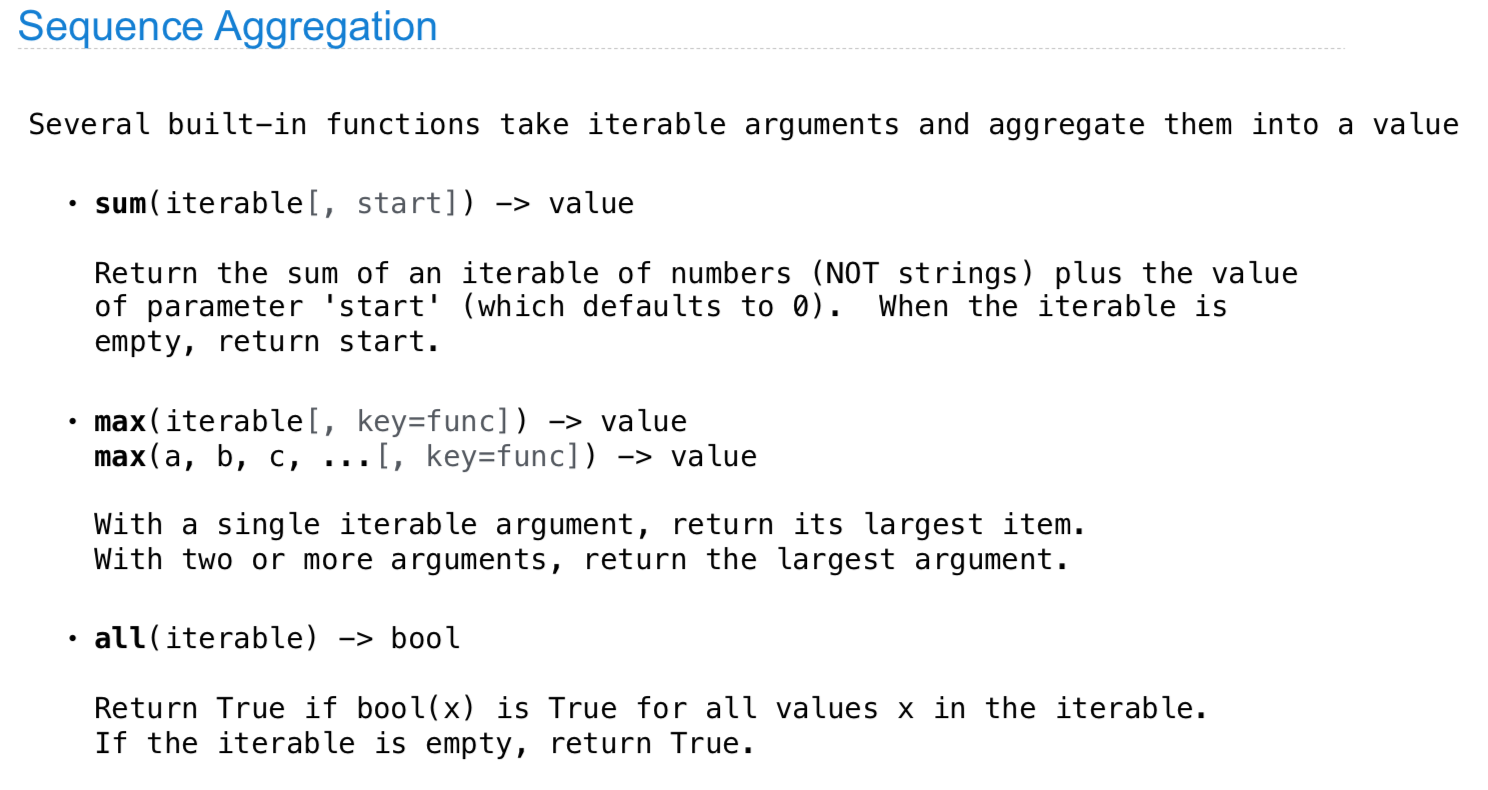 Sequence Aggregation
Several built-in functions take iterable arguments and aggregate them into a value
• sum(iterable[, start]) -> value
Return the sum of an iterable of numbers (NOT strings) plus the value
of parameter 'start' (which defaults to 0).  When the iterable is
empty, return start.
• max(iterable[, key=func]) -> value
max(a, b, c, ...[, key=func]) -> value
With a single iterable argument, return its largest item.
With two or more arguments, return the largest argument.
• all(iterable) -> bool
Return True if bool(x) is True for all values x in the iterable.
If the iterable is empty, return True.